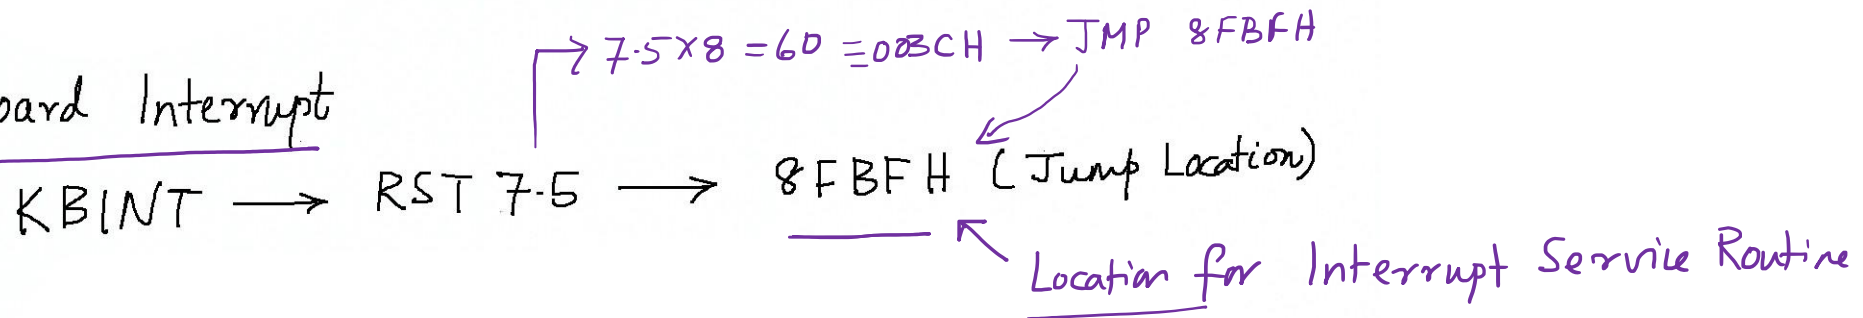 7.5×8 = 60 ≡ 003CH → JMP 8FBFH
oard Interrupt
KBINT → RST 7.5 → 8FBFH (Jump Location)
Location for Interrupt Service Routine